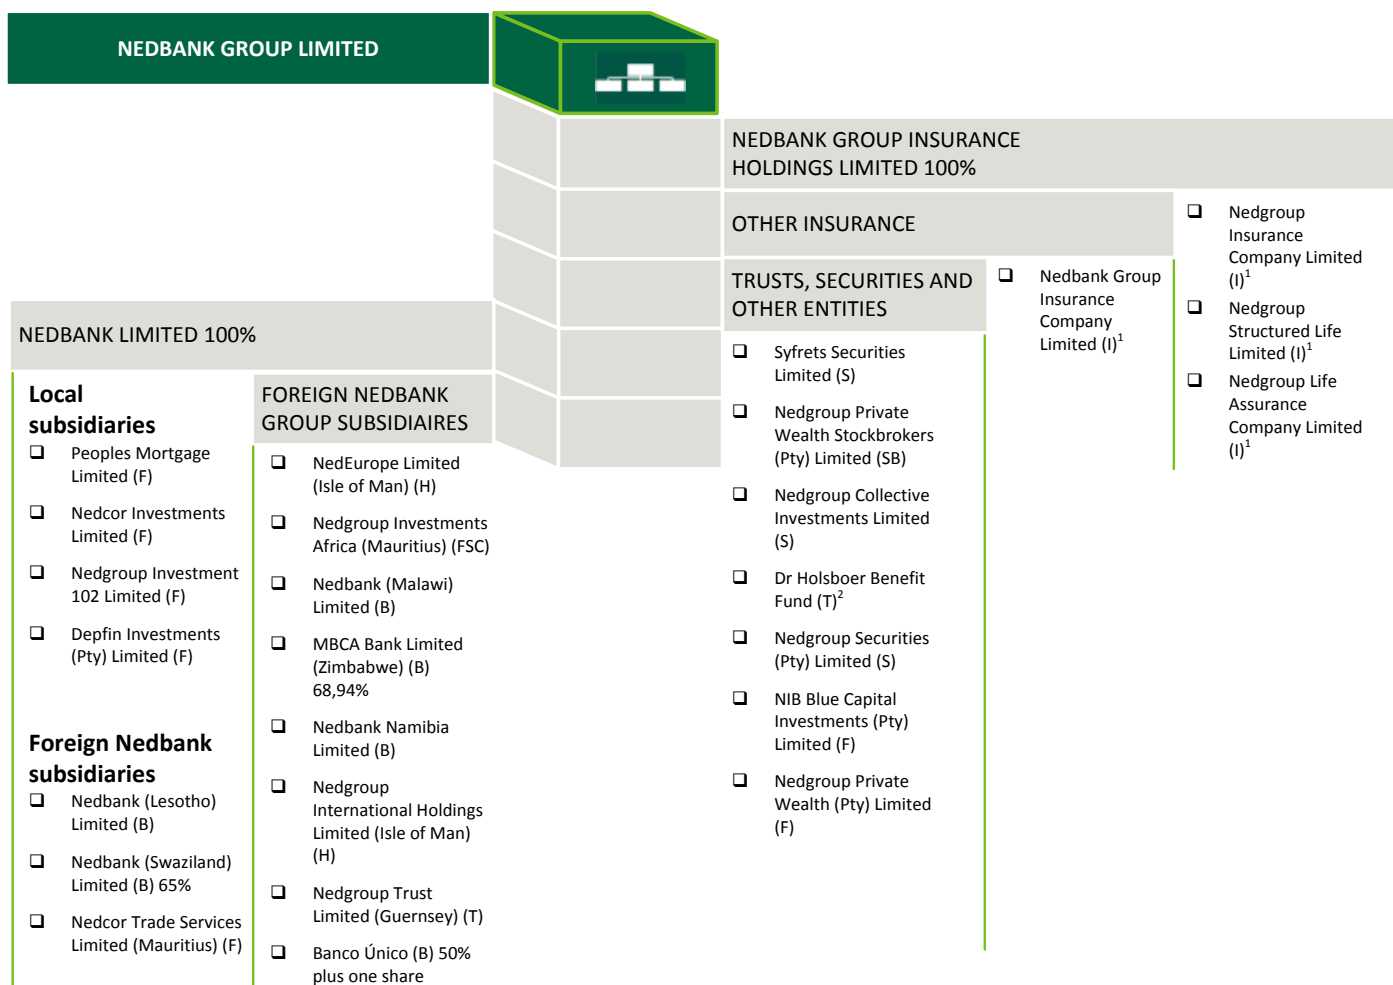 NEDBANK GROUP LIMITED
NEDBANK GROUP INSURANCE
HOLDINGS LIMITED 100%
OTHER INSURANCE
❑ Nedgroup
Insurance
Company Limited
(I)1
❑ Nedgroup
Structured Life
Limited (I)1
❑ Nedgroup Life
Assurance
Company Limited
(I)1
❑ Nedbank Group
Insurance
Company
Limited (I)1
TRUSTS, SECURITIES AND
OTHER ENTITIES
❑ Syfrets Securities
Limited (S)
❑ Nedgroup Private
Wealth Stockbrokers
(Pty) Limited (SB)
❑ Nedgroup Collective
Investments Limited
(S)
❑ Dr Holsboer Benefit
Fund (T)2
❑ Nedgroup Securities
(Pty) Limited (S)
❑ NIB Blue Capital
Investments (Pty)
Limited (F)
❑ Nedgroup Private
Wealth (Pty) Limited
(F)
NEDBANK LIMITED 100%
Local
subsidiaries
❑ Peoples Mortgage
Limited (F)
❑ Nedcor Investments
Limited (F)
❑ Nedgroup Investment
102 Limited (F)
❑ Depfin Investments
(Pty) Limited (F)
Foreign Nedbank
subsidiaries
❑ Nedbank (Lesotho)
Limited (B)
❑ Nedbank (Swaziland)
Limited (B) 65%
❑ Nedcor Trade Services
Limited (Mauritius) (F)
FOREIGN NEDBANK
GROUP SUBSIDIAIRES
❑ NedEurope Limited
(Isle of Man) (H)
❑ Nedgroup Investments
Africa (Mauritius) (FSC)
❑ Nedbank (Malawi)
Limited (B)
❑ MBCA Bank Limited
(Zimbabwe) (B)
68,94%
❑ Nedbank Namibia
Limited (B)
❑ Nedgroup
International Holdings
Limited (Isle of Man)
(H)
❑ Nedgroup Trust
Limited (Guernsey) (T)
❑ Banco Único (B) 50%
plus one share